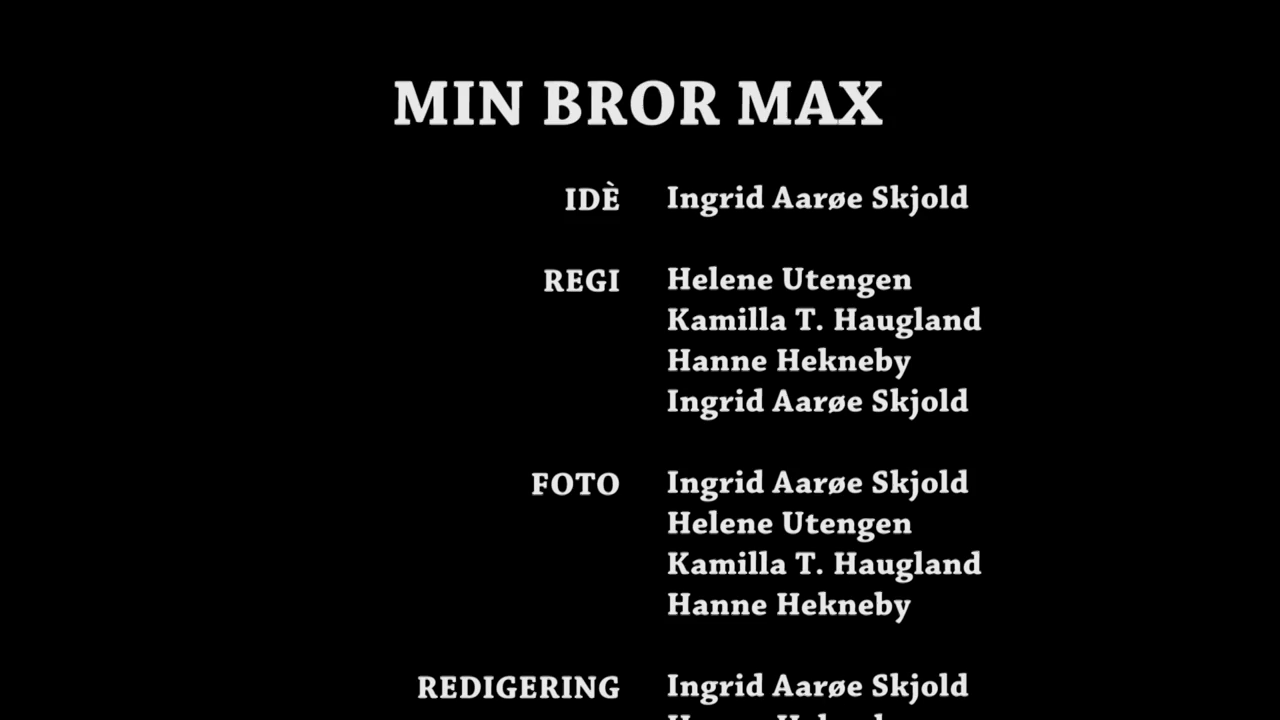 MIN BROR MAX
IDÈ Ingrid Aarøe Skjold
REGI Helene Utengen
Kamilla T. Haugland
Hanne Hekneby
Ingrid Aarøe Skjold
FOTO Ingrid Aarøe Skjold
Helene Utengen
Kamilla T. Haugland
Hanne Hekneby
REDIGERING Ingrid Aarøe Skjold